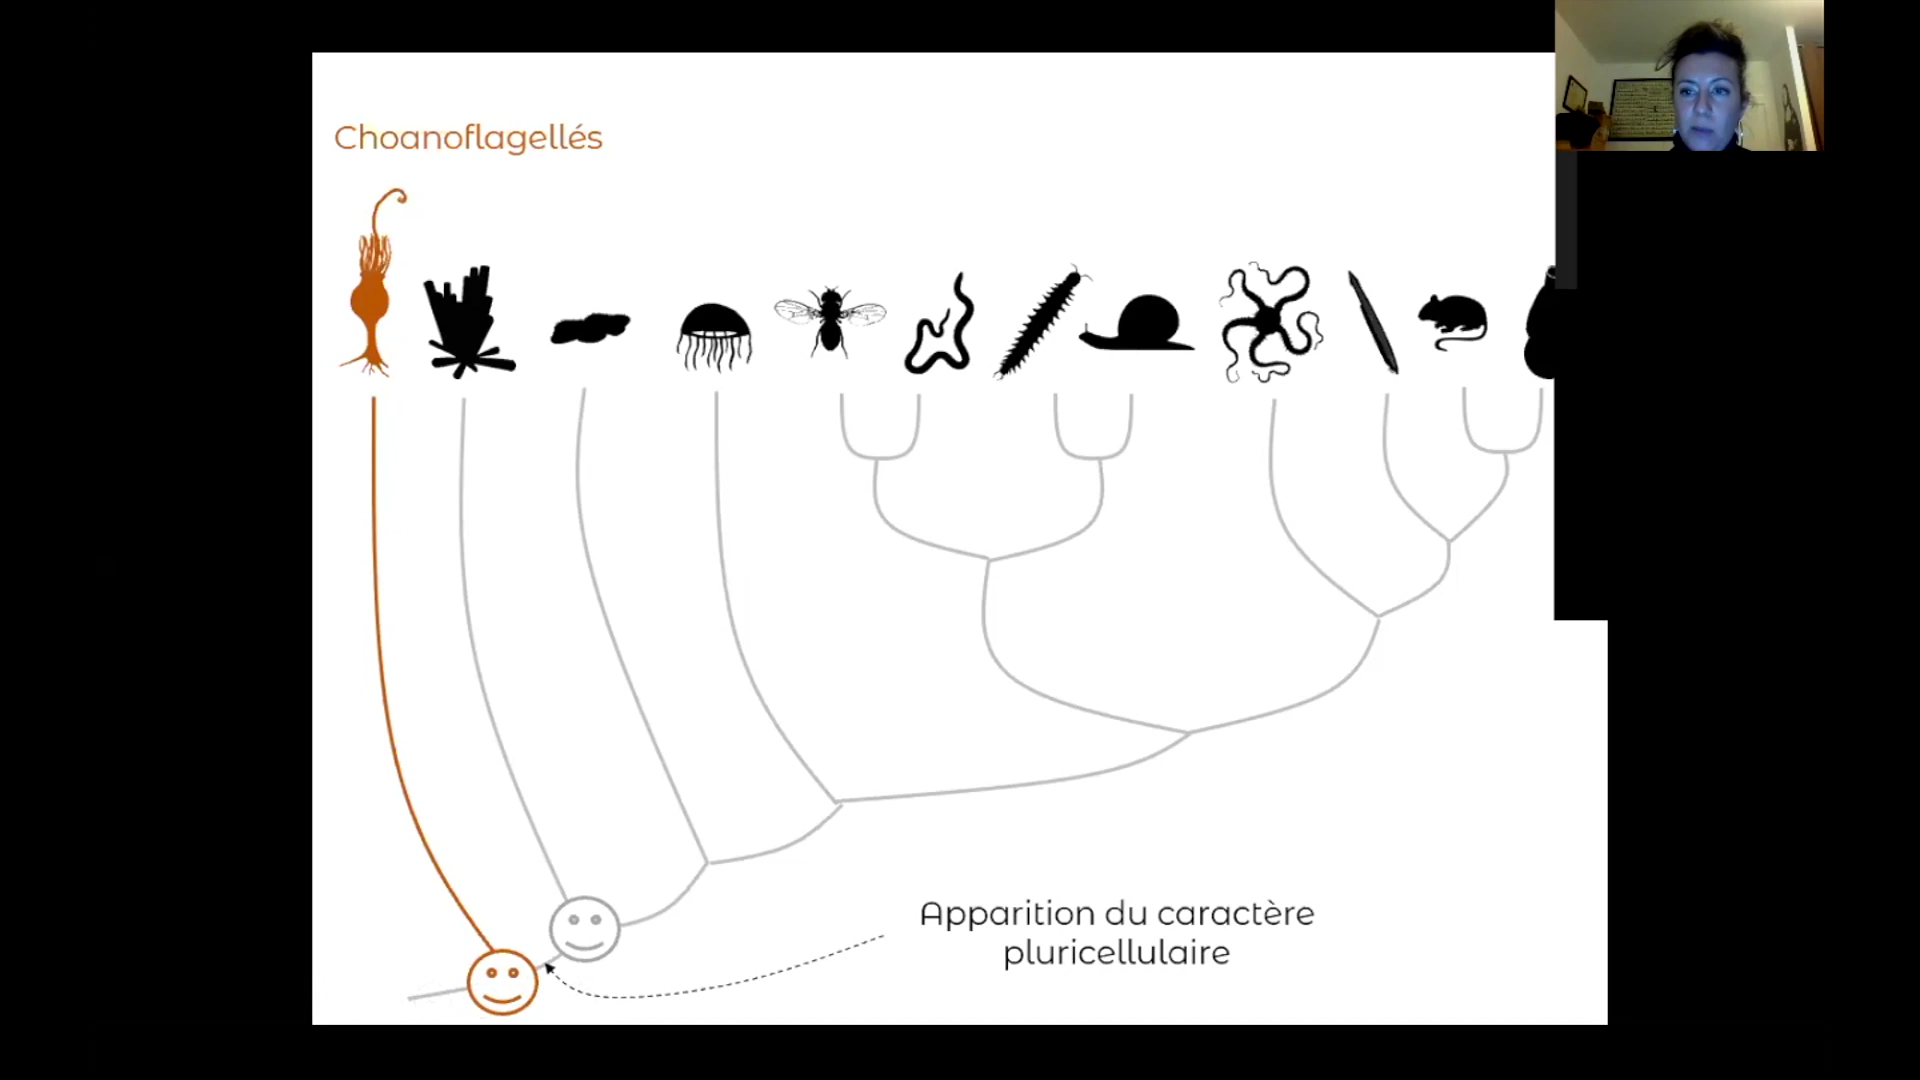 Choanoflagellés
Apparition du caractère
pluricellulaire